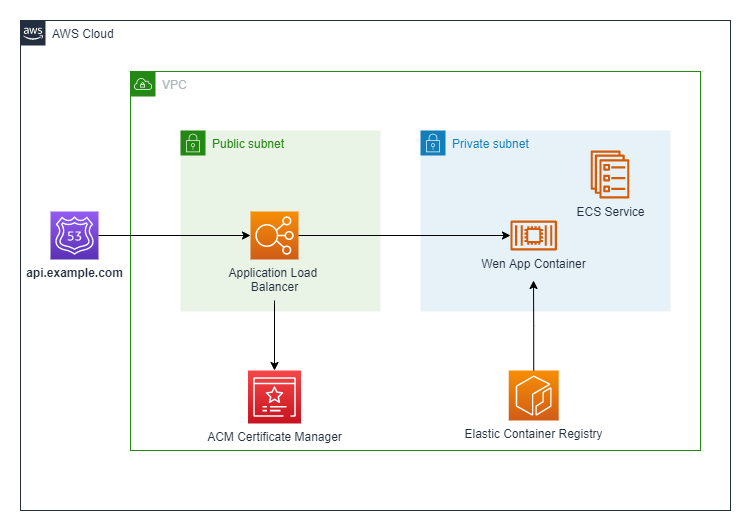 aws
AWS Cloud
VPC
Public subnet
Private subnet
ECS Service
53
api.example.com
Application Load
Balancer
Wen App Container
ACM Certificate Manager
Elastic Container Registry